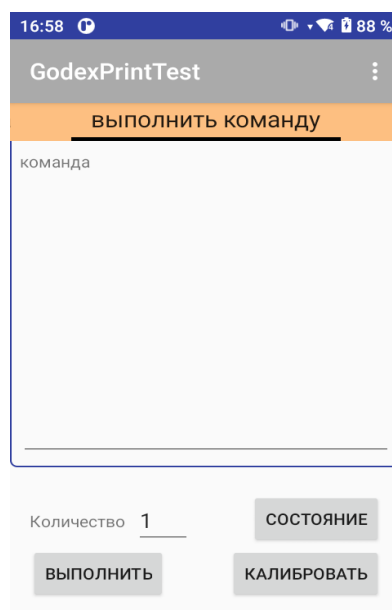 16:58 88 %
GodexPrintTest
выполнить команду
команда
Количество 1 СОСТОЯНИЕ
ВЫПОЛНИТЬ КАЛИБРОВАТЬ